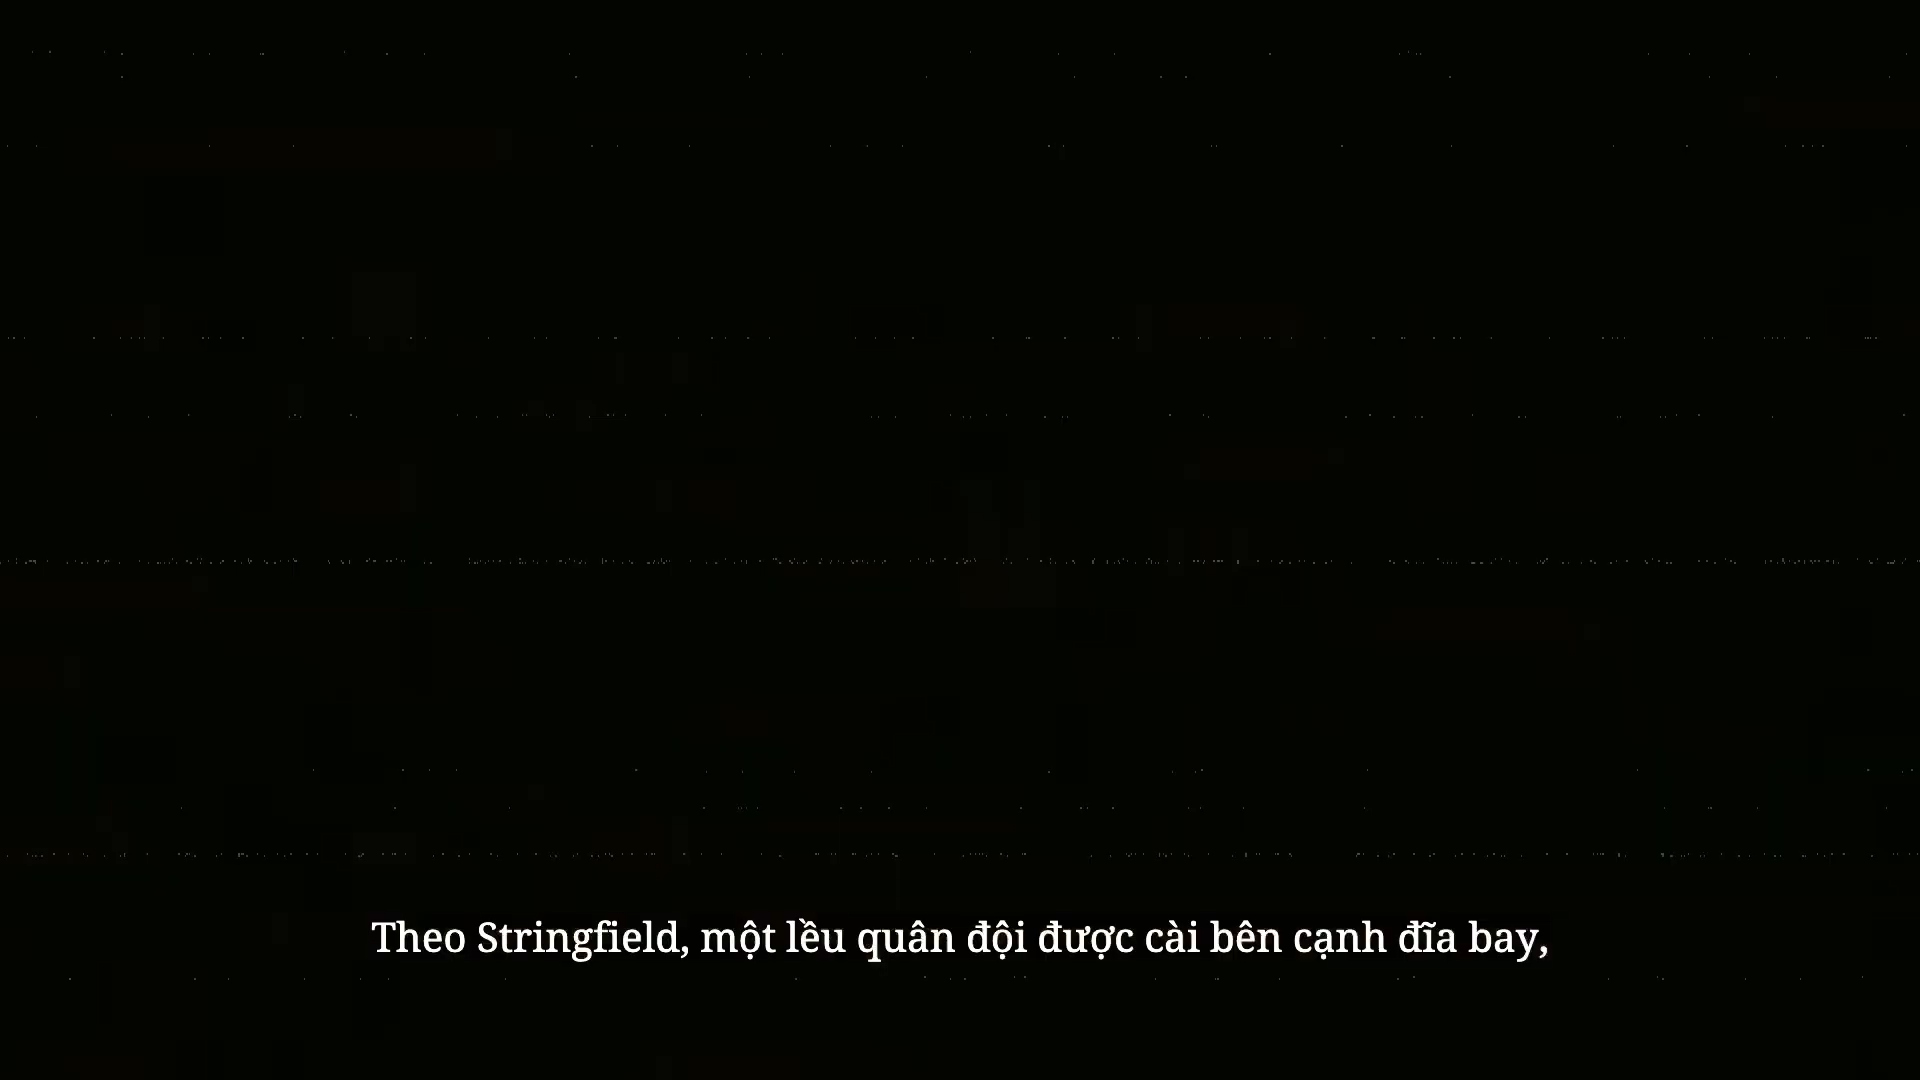 Theo Stringfield, một lều quân đội được cài bên cạnh đĩa bay,